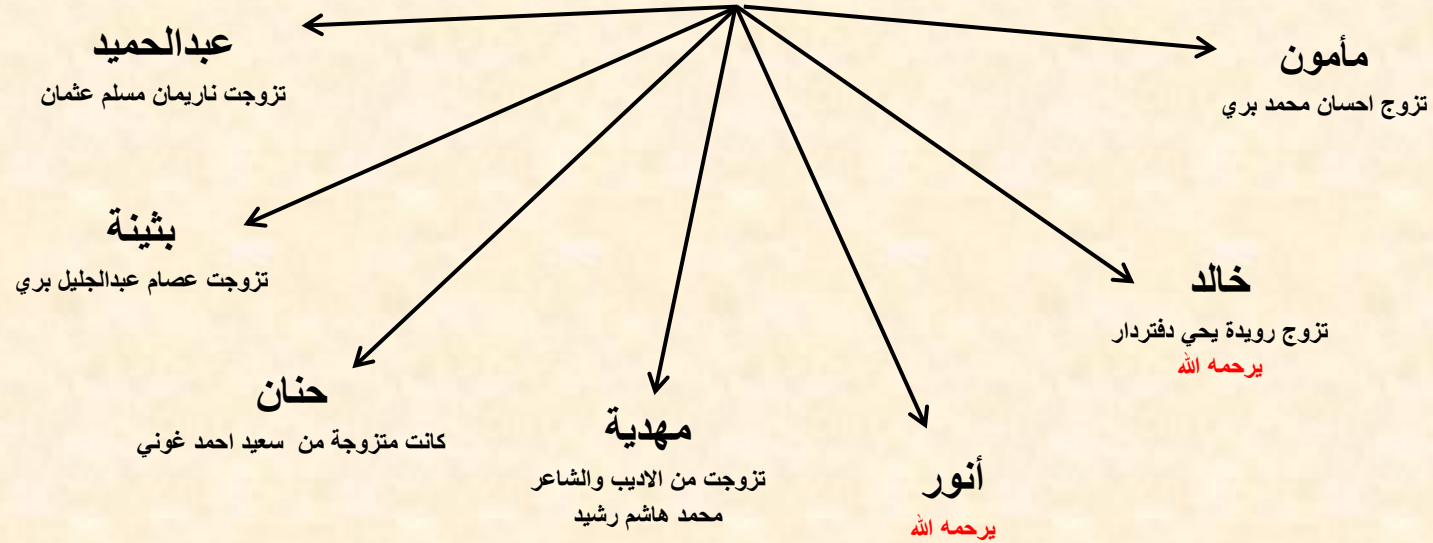 مأمون
تزوج احسان محمد بري
خالد
تزوج رويدة يحي دفتردار
يرحمه الله
أنور
يرحمه الله
مهدية
تزوجت من الاديب والشاعر
محمد هاشم رشيد
حنان
كانت متزوجة من سعيد احمد غوني
بثينة
تزوجت عصام عبدالجليل بري
عبدالحميد
تزوجت ناريمان مسلم عثمان